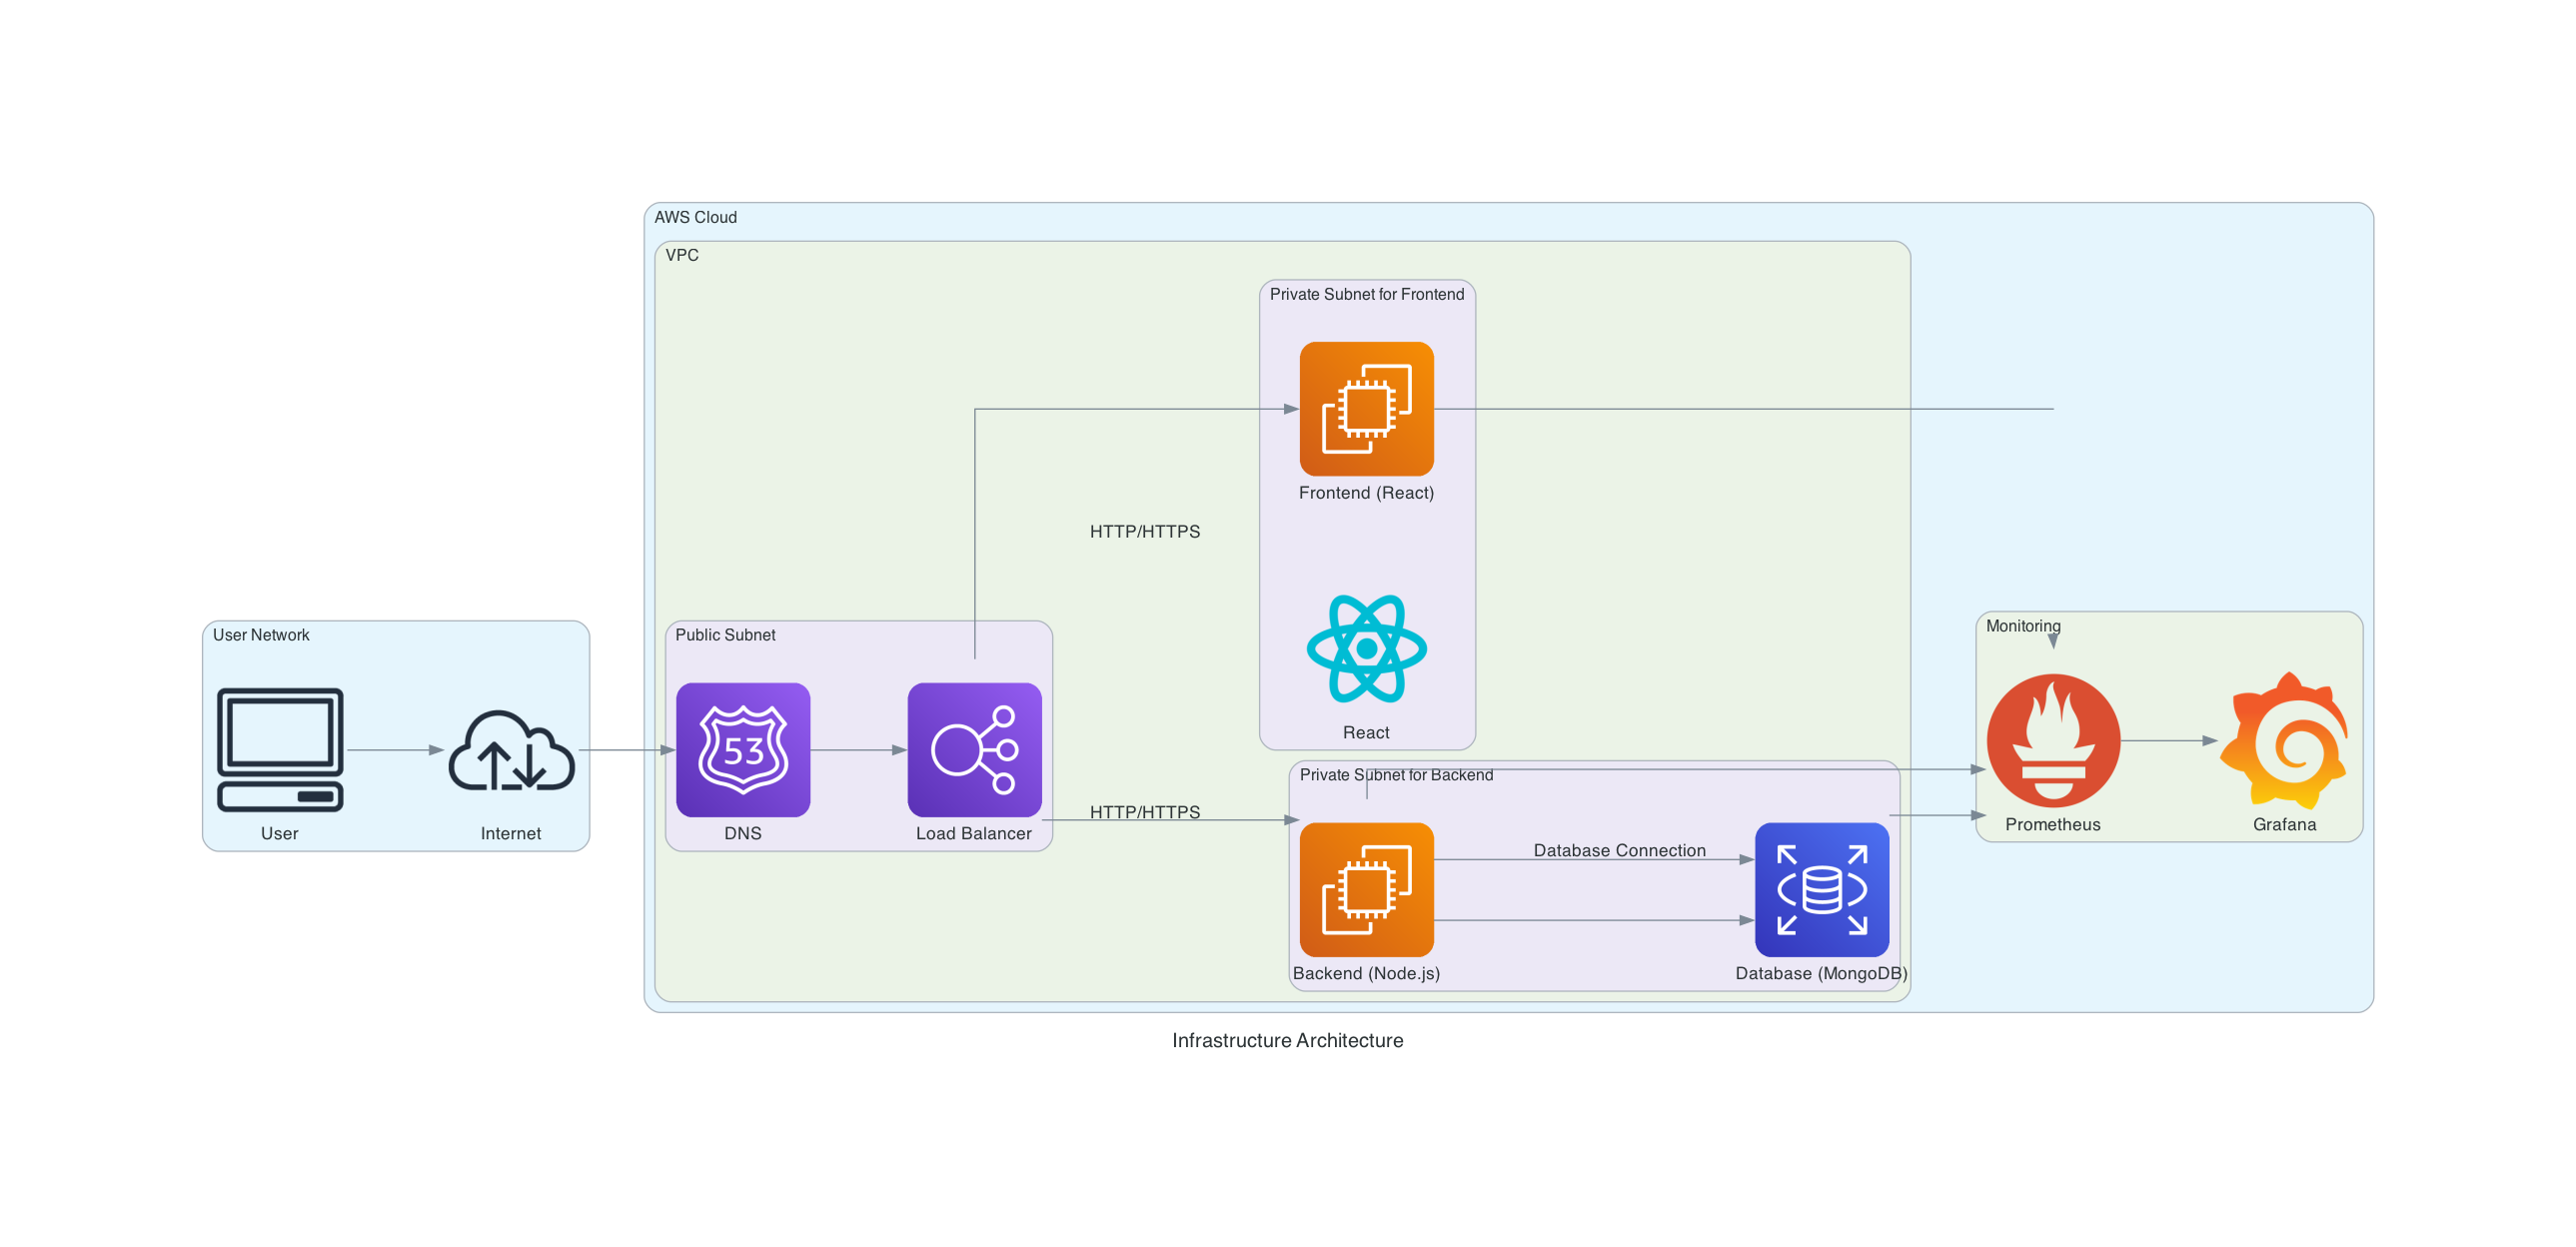 AWS Cloud
VPC
Private Subnet for Frontend
Frontend (React)
HTTP/HTTPS
React
User Network
User
Internet
Public Subnet
53
DNS
Load Balancer
HTTP/HTTPS
Private Subnet for Backend
Backend (Node.js)
Database Connection
Database (MongoDB)
Monitoring
Prometheus
Grafana
Infrastructure Architecture